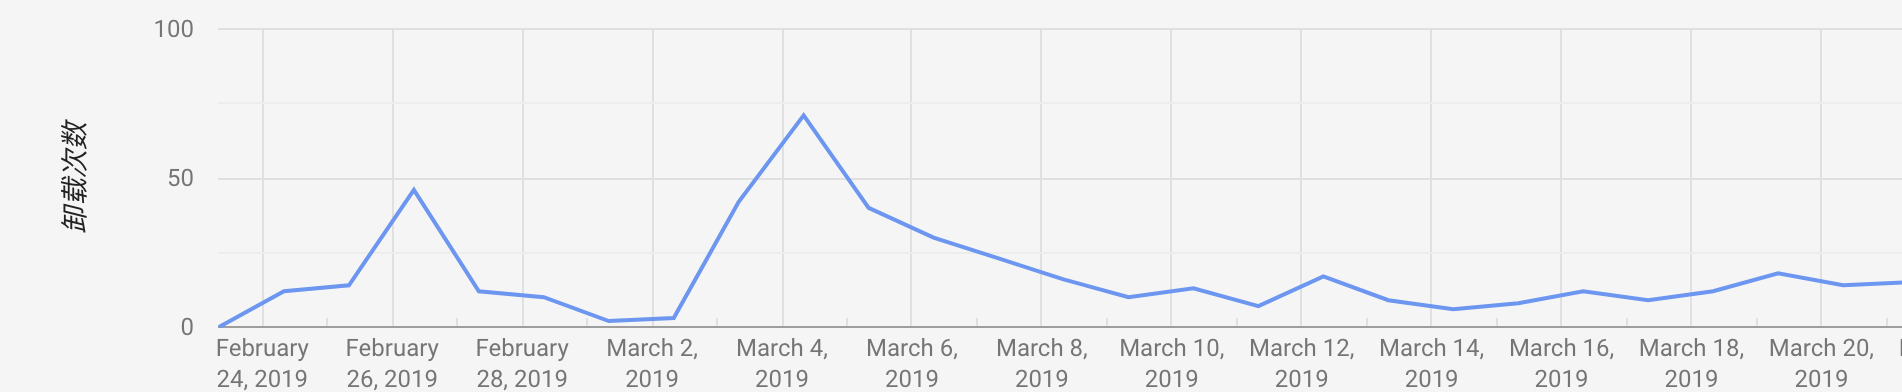 100
卸载次数
50
0
February
24, 2019
February
26, 2019
February
28, 2019
March 2,
2019
March 4,
2019
March 6,
2019
March 8,
2019
March 10,
2019
March 12,
2019
March 14,
2019
March 16,
2019
March 18,
2019
March 20,
2019